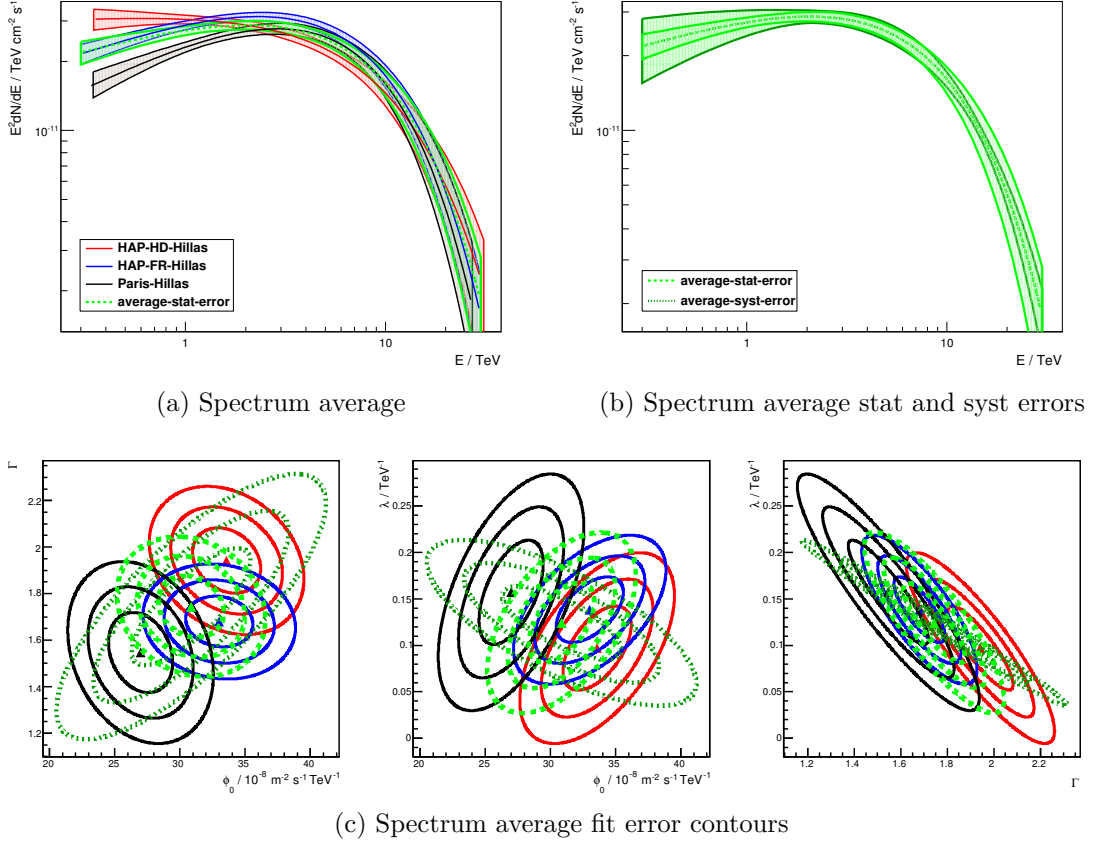 E²dN/dE / TeV cm⁻² s⁻¹
10⁻¹¹
HAP-HD-Hillas
HAP-FR-Hillas
Paris-Hillas
average-stat-error
1 10
E / TeV
(a) Spectrum average
E²dN/dE / TeV cm⁻² s⁻¹
10⁻¹¹
average-stat-error
average-syst-error
1 10
E / TeV
(b) Spectrum average stat and syst errors
Γ
2.2
2
1.8
1.6
1.4
1.2
20 25 30 35 40
ϕ₀ / 10⁻⁸ m⁻² s⁻¹ TeV⁻¹
λ / TeV⁻¹
0.25
0.2
0.15
0.1
0.05
0
20 25 30 35 40
ϕ₀ / 10⁻⁸ m⁻² s⁻¹ TeV⁻¹
λ / TeV⁻¹
0.25
0.2
0.15
0.1
0.05
0
1.2 1.4 1.6 1.8 2 2.2
Γ
(c) Spectrum average fit error contours